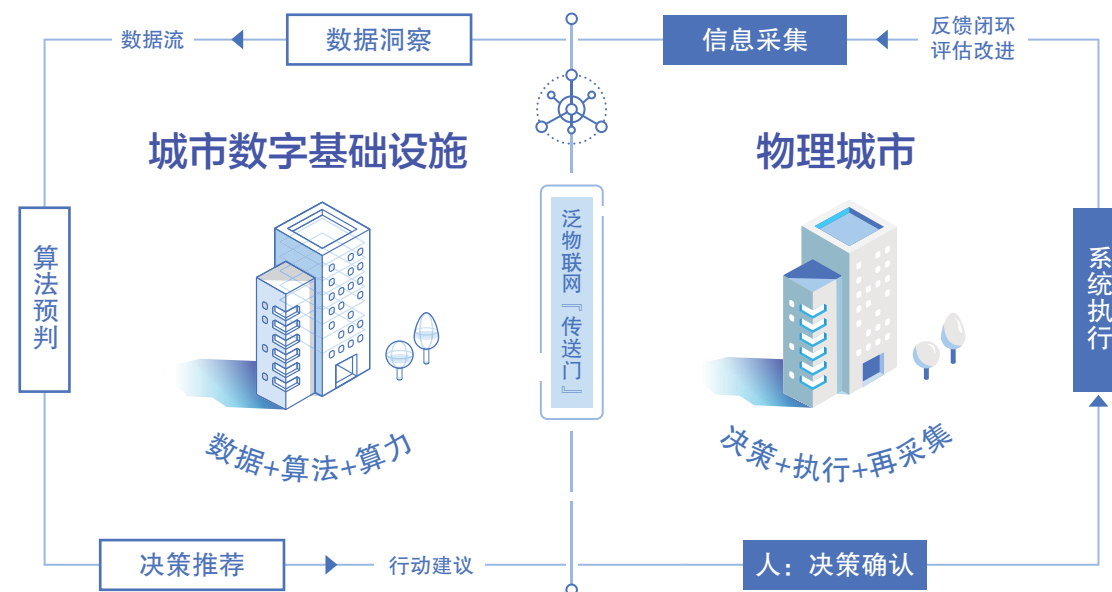 数据流
数据洞察
信息采集
反馈闭环
评估改进
城市数字基础设施
物理城市
算法预判
泛物联网『传送门』
系统执行
数据+算法+算力
决策+执行+再采集
决策推荐
行动建议
人：决策确认